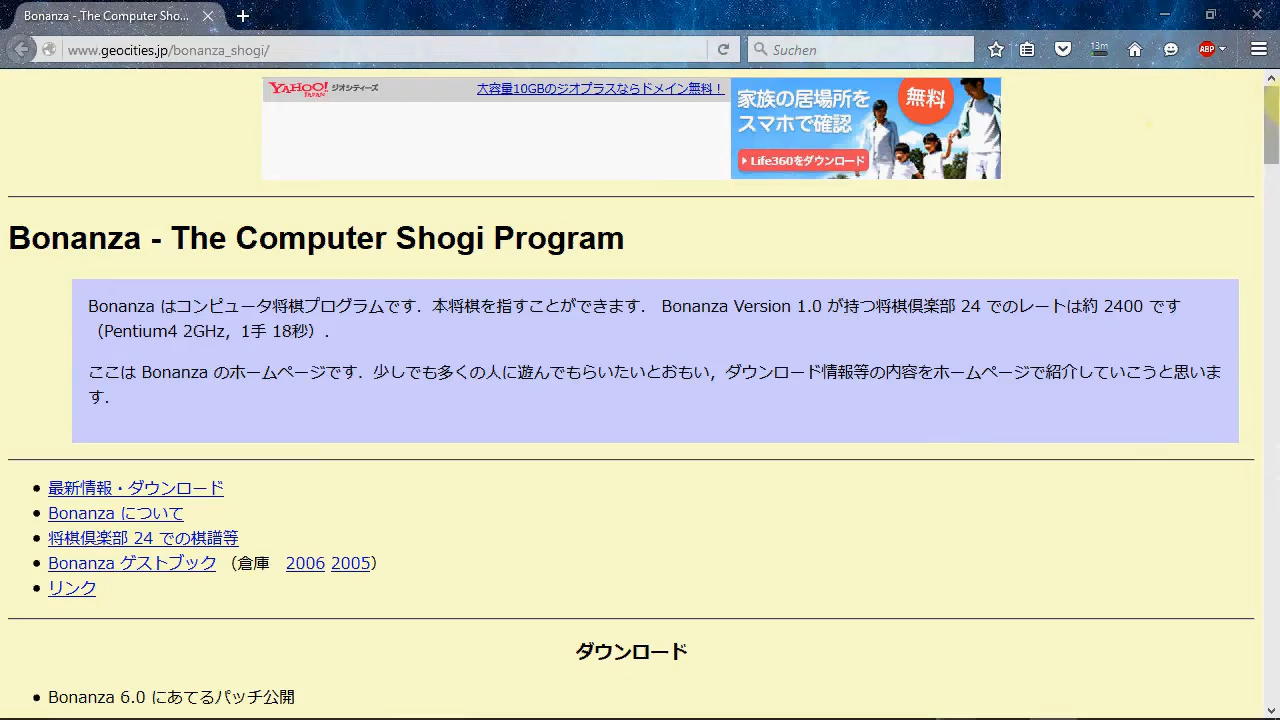 Bonanza - The Computer Sho...
www.geocities.jp/bonanza_shogi/
Suchen
13m
ABP
YAHOO! JAPAN ジオシティーズ
大容量10GBのジオプラスならドメイン無料！
家族の居場所を
スマホで確認
無料
Life360をダウンロード
Bonanza - The Computer Shogi Program
Bonanza はコンピュータ将棋プログラムです．本将棋を指すことができます． Bonanza Version 1.0 が持つ将棋倶楽部 24 でのレートは約 2400 です
（Pentium4 2GHz，1手 18秒）．
ここは Bonanza のホームページです．少しでも多くの人に遊んでもらいたいとおもい，ダウンロード情報等の内容をホームページで紹介していこうと思いま
す．
最新情報・ダウンロード
Bonanza について
将棋倶楽部 24 での棋譜等
Bonanza ゲストブック （倉庫　2006 2005）
リンク
ダウンロード
Bonanza 6.0 にあてるパッチ公開